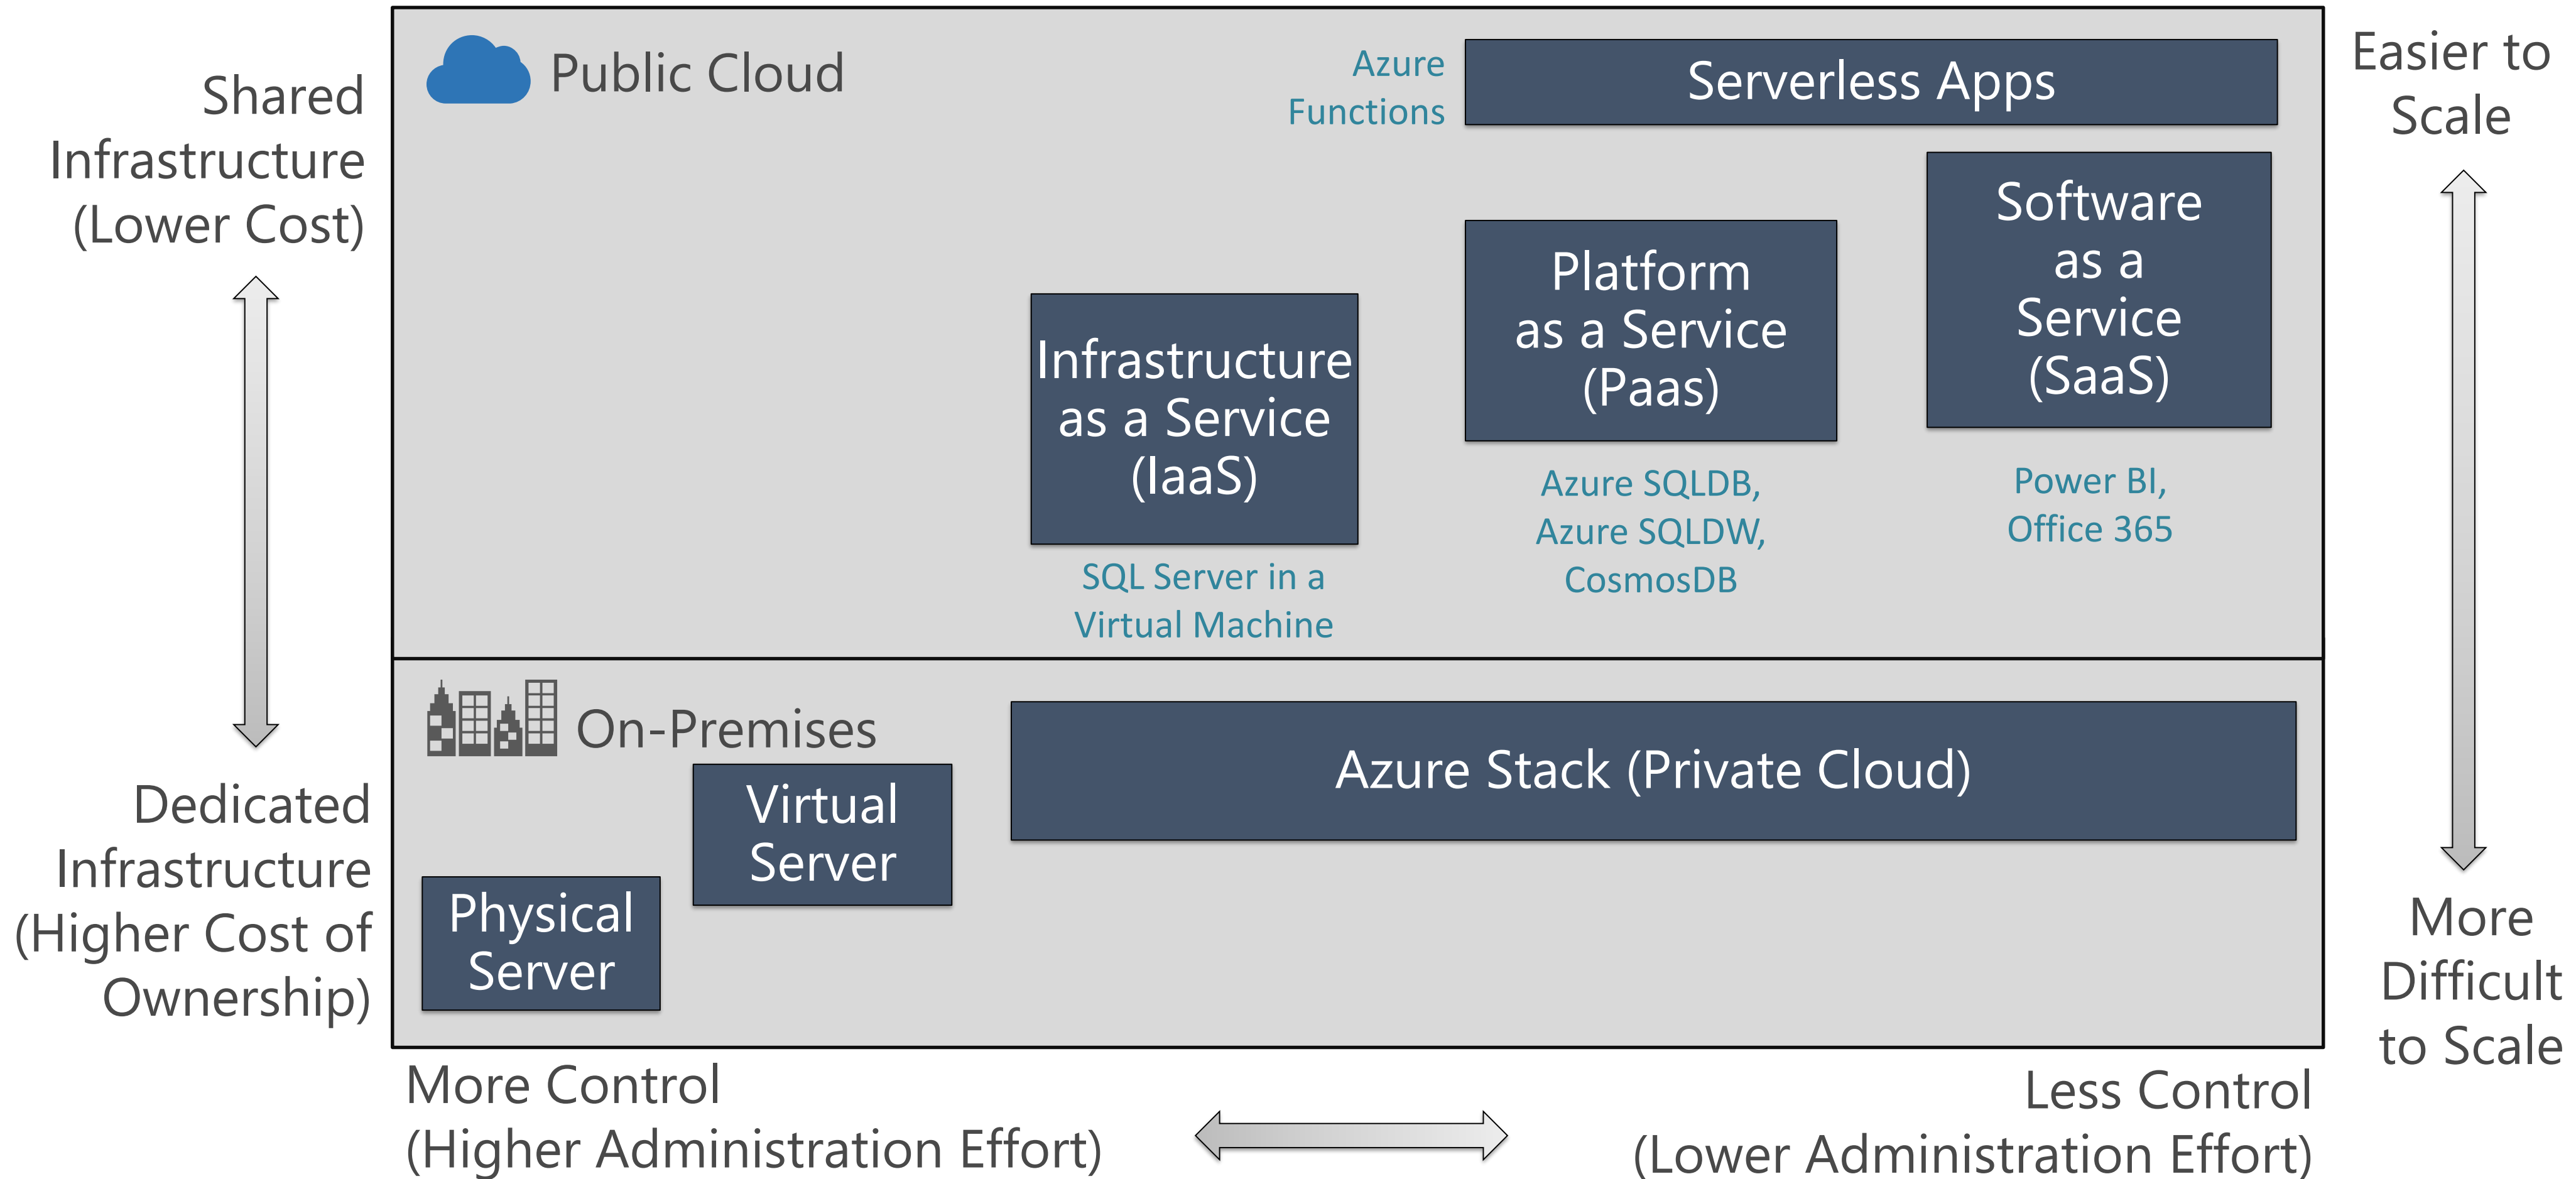 Shared
Infrastructure
(Lower Cost)
Dedicated
Infrastructure
(Higher Cost of
Ownership)
Public Cloud
Azure
Functions
Serverless Apps
Infrastructure
as a Service
(IaaS)
SQL Server in a
Virtual Machine
Platform
as a Service
(Paas)
Azure SQLDB,
Azure SQLDW,
CosmosDB
Software
as a
Service
(SaaS)
Power BI,
Office 365
On-Premises
Physical
Server
Virtual
Server
Azure Stack (Private Cloud)
Easier to
Scale
More
Difficult
to Scale
More Control
(Higher Administration Effort)
Less Control
(Lower Administration Effort)